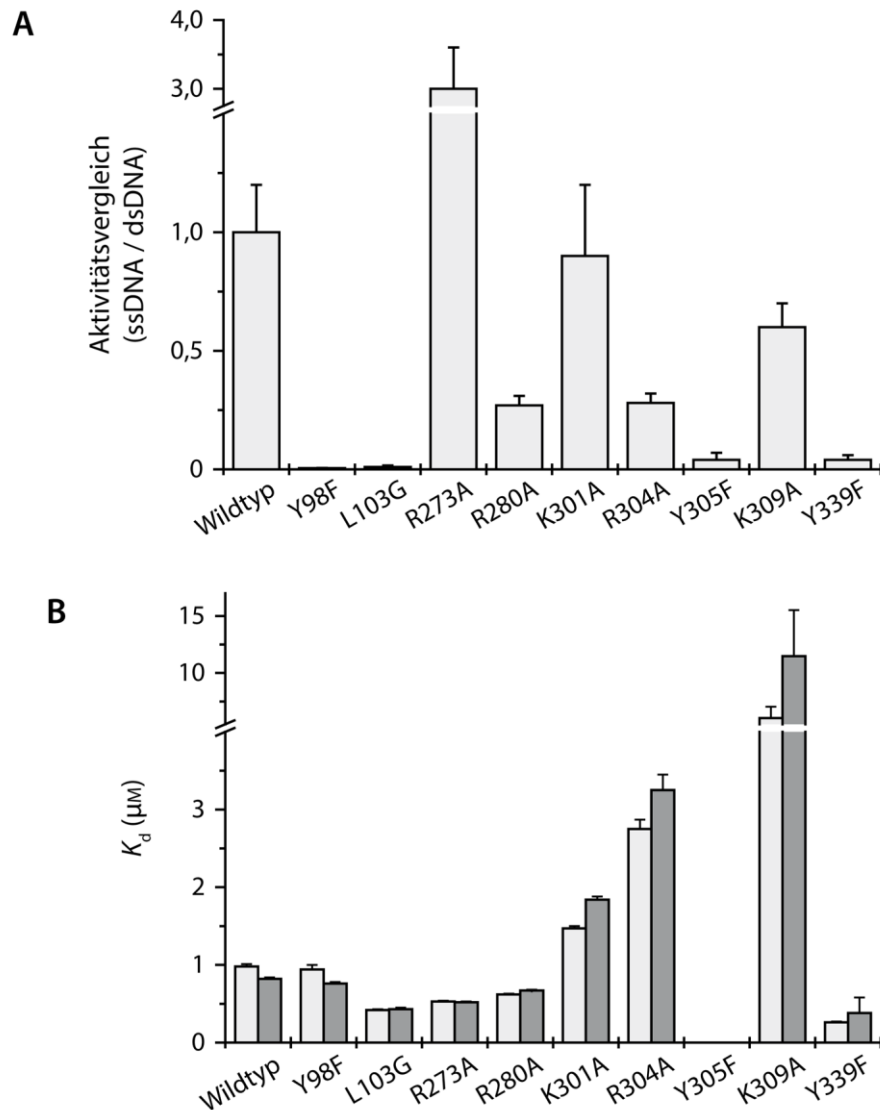 A
4,0
3,0
1,0
0,5
0
Aktivitätsvergleich
(ssDNA / dsDNA)
Wildtyp
Y98F
L103G
R273A
R280A
K301A
R304A
Y305F
K309A
Y339F
B
15
10
3
2
1
0
Kd (µM)
Wildtyp
Y98F
L103G
R273A
R280A
K301A
R304A
Y305F
K309A
Y339F